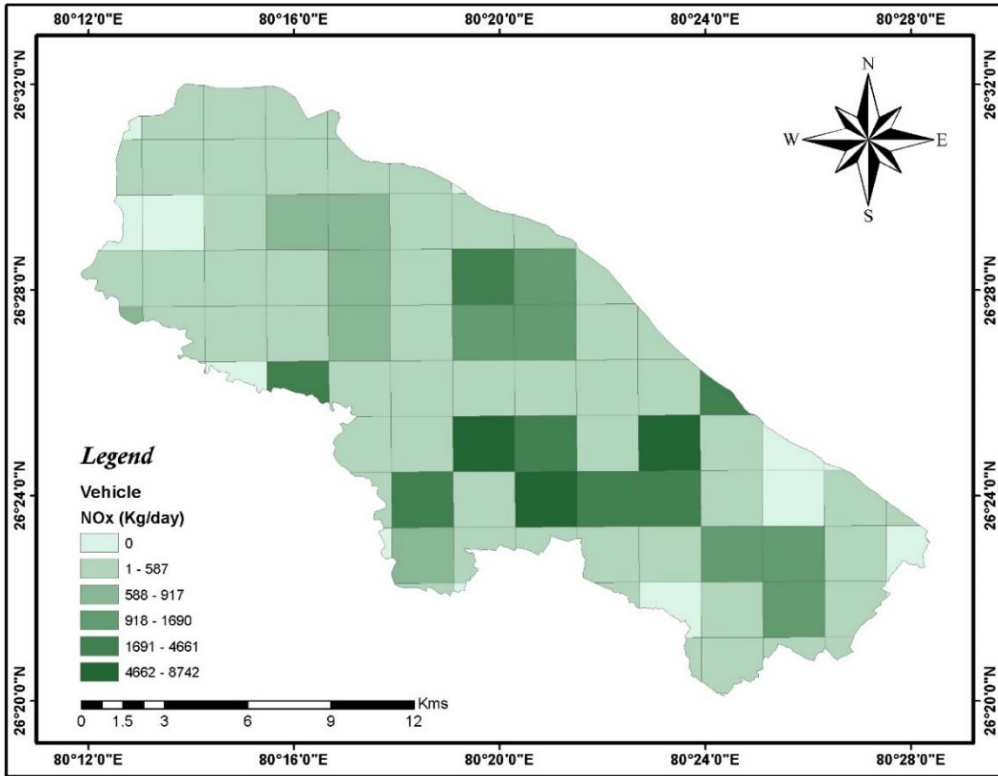 80°12'0"E 80°16'0"E 80°20'0"E 80°24'0"E 80°28'0"E
26°32'0"N 26°32'0"N
N
W E
S
26°28'0"N 26°28'0"N
Legend
Vehicle
26°24'0"N 26°24'0"N
NOx (Kg/day)
0
1 - 587
588 - 917
918 - 1690
1691 - 4661
4662 - 8742
26°20'0"N 26°20'0"N
Kms
0 1.5 3 6 9 12
80°12'0"E 80°16'0"E 80°20'0"E 80°24'0"E 80°28'0"E